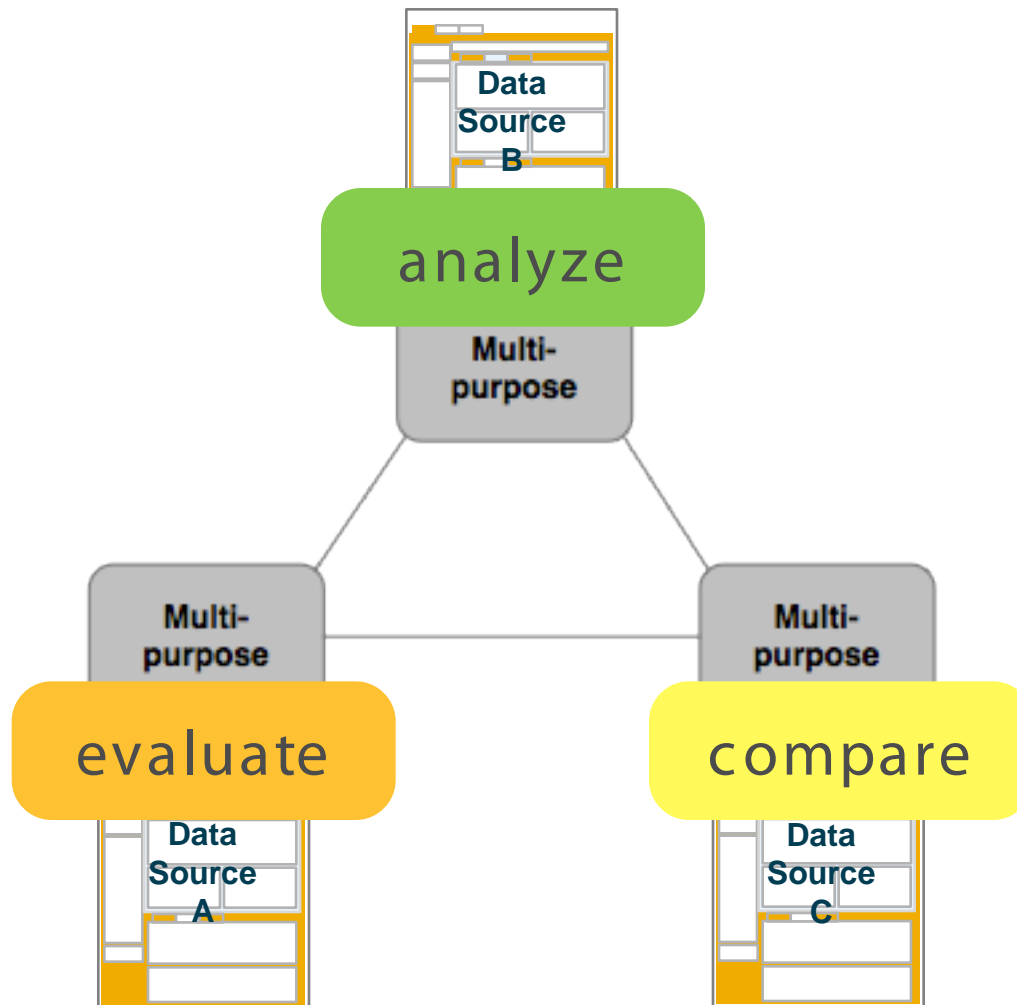 Data
Source
B
analyze
Multi-
purpose
Multi-
purpose
evaluate
Data
Source
A
Multi-
purpose
compare
Data
Source
C